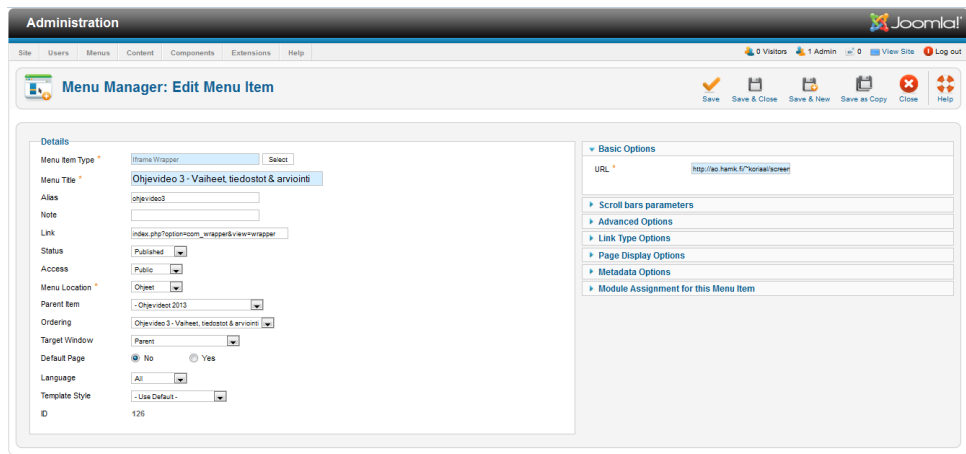 Administration
Joomla!
Site Users Menus Content Components Extensions Help
0 Visitors 1 Admin 0 View Site Log out
Menu Manager: Edit Menu Item
Save Save & Close Save & New Save as Copy Close Help
Details
Menu Item Type * Iframe Wrapper Select
Menu Title * Ohjevideo 3 - Vaiheet, tiedostot & arviointi
Alias ohjevideo3
Note
Link index.php?option=com_wrapper&view=wrapper
Status Published
Access Public
Menu Location * Ohjeet
Parent Item - Ohjevideot 2013
Ordering Ohjevideo 3 - Vaiheet, tiedostot & arviointi
Target Window Parent
Default Page No Yes
Language All
Template Style - Use Default -
ID 126
Basic Options
URL * http://ao.hamk.fi/~koriaal/screen
Scroll bars parameters
Advanced Options
Link Type Options
Page Display Options
Metadata Options
Module Assignment for this Menu Item